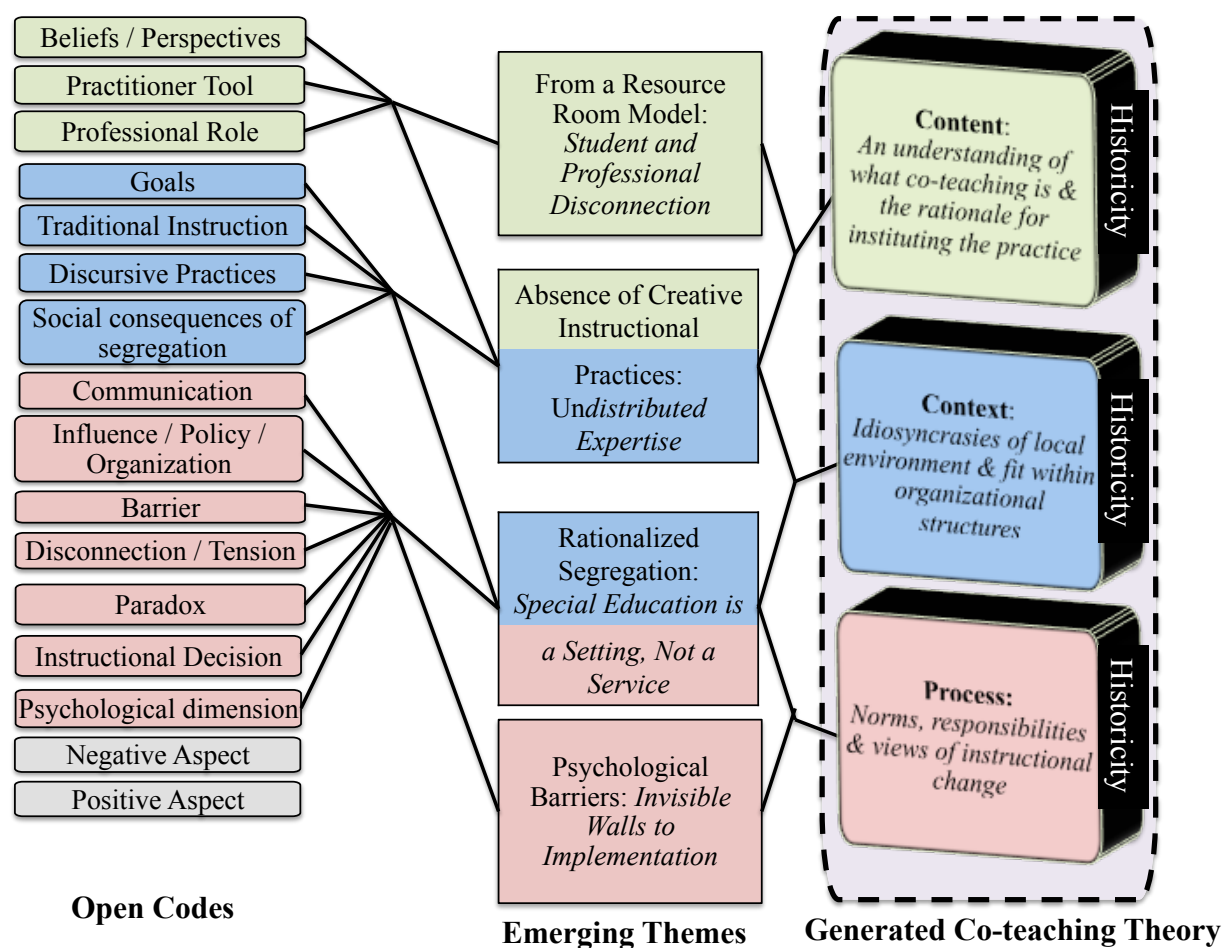 Beliefs / Perspectives
Practitioner Tool
Professional Role
Goals
Traditional Instruction
Discursive Practices
Social consequences of
segregation
Communication
Influence / Policy /
Organization
Barrier
Disconnection / Tension
Paradox
Instructional Decision
Psychological dimension
Negative Aspect
Positive Aspect
Open Codes
From a Resource
Room Model:
Student and
Professional
Disconnection
Absence of Creative
Instructional
Practices:
Undistributed
Expertise
Rationalized
Segregation:
Special Education is
a Setting, Not a
Service
Psychological
Barriers: Invisible
Walls to
Implementation
Emerging Themes
Content:
An understanding of
what co-teaching is &
the rationale for
instituting the practice
Historicity
Context:
Idiosyncrasies of local
environment & fit within
organizational
structures
Historicity
Process:
Norms, responsibilities
& views of instructional
change
Historicity
Generated Co-teaching Theory